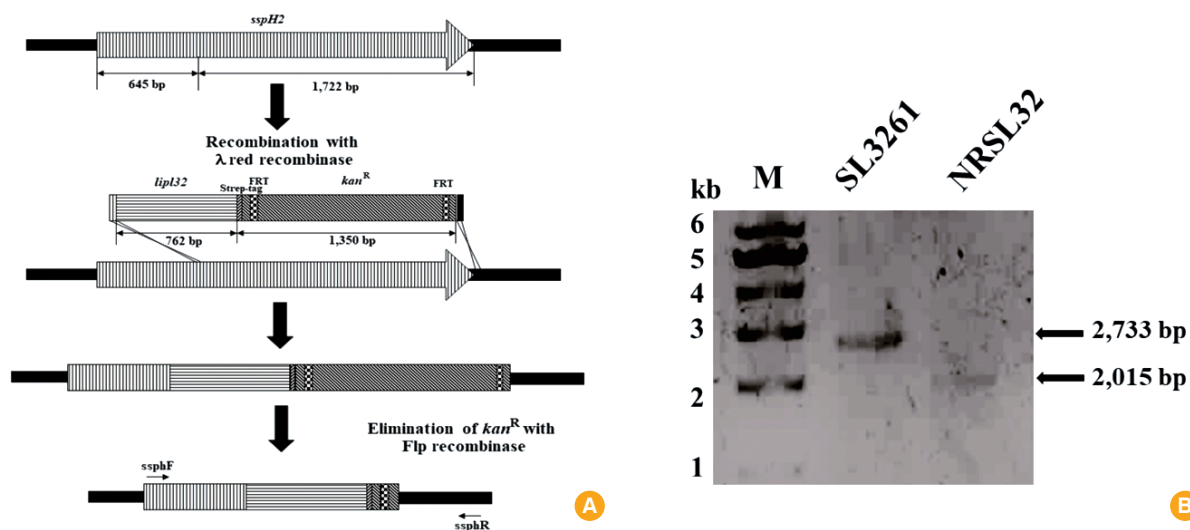 sspH2
645 bp
1,722 bp
Recombination with
λ red recombinase
lipl32
Strep-tag
FRT
kanR
FRT
762 bp
1,350 bp
Elimination of kanR with
Flp recombinase
ssphF
ssphR
A
kb
M
SL3261
NRSL32
6
5
4
3
2
1
2,733 bp
2,015 bp
B